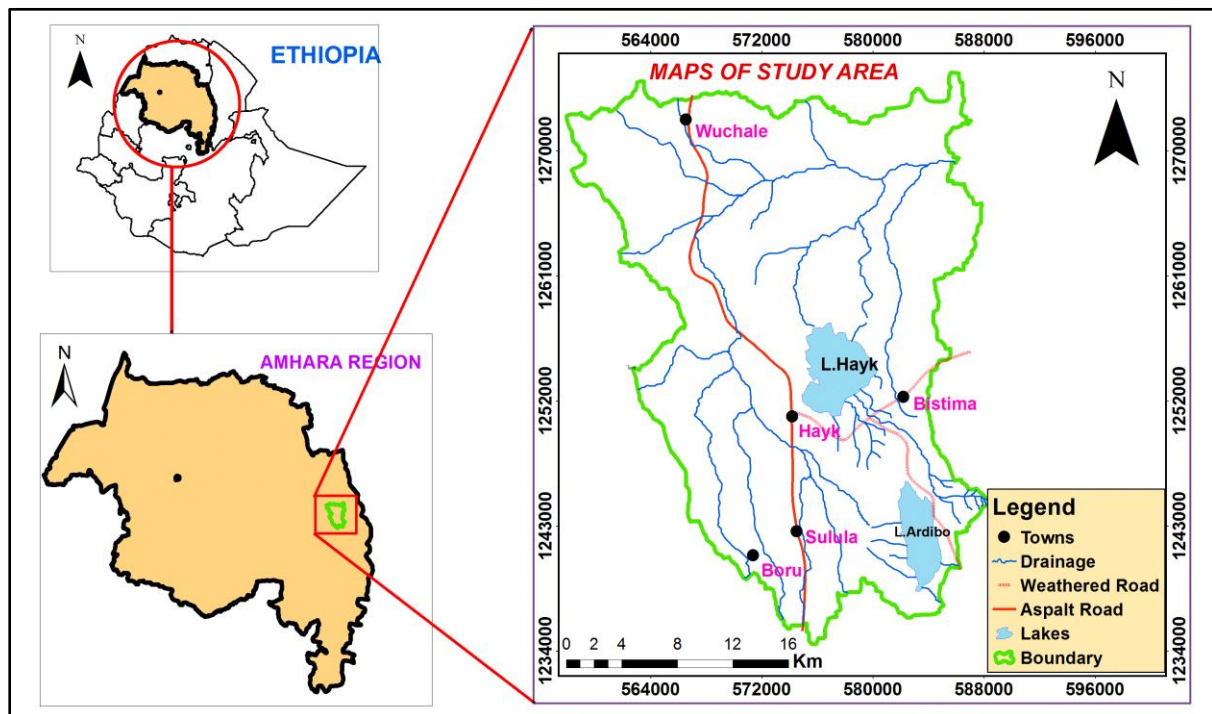 N
ETHIOPIA
N
AMHARA REGION
564000 572000 580000 588000 596000
MAPS OF STUDY AREA
N
Wuchale
L.Hayk
Bistima
Hayk
Sulula
L.Ardibo
Boru
1270000
1261000
1252000
1243000
1234000
1270000
1261000
1252000
1243000
1234000
Legend
Towns
Drainage
Weathered Road
Aspalt Road
Lakes
Boundary
0 2 4 8 12 16
Km
564000 572000 580000 588000 596000